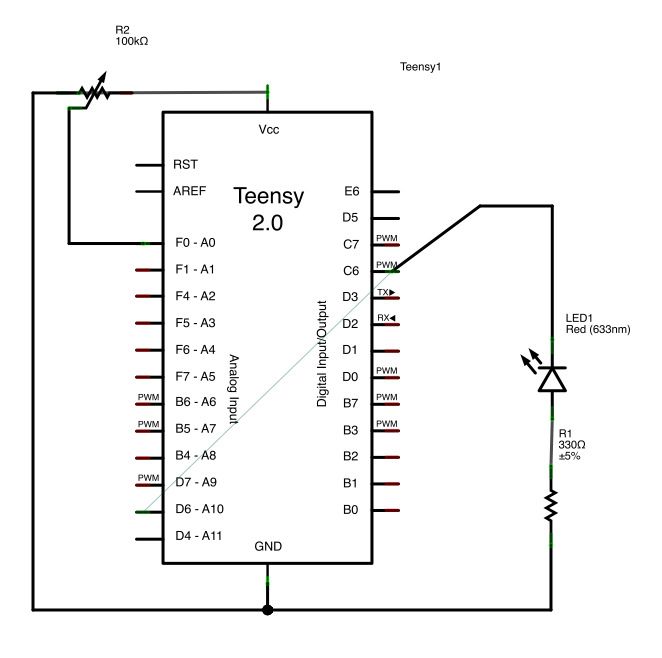 R2
100kΩ
Teensy1
Vcc
RST
AREF
Teensy
2.0
E6
D5
F0 - A0
C7
PWM
F1 - A1
C6
PWM
F4 - A2
D3
TX
F5 - A3
D2
RX
F6 - A4
D1
F7 - A5
D0
PWM
PWM
B6 - A6
B7
PWM
PWM
B5 - A7
B3
PWM
B4 - A8
B2
PWM
D7 - A9
B1
D6 - A10
B0
D4 - A11
Analog Input
Digital Input/Output
GND
LED1
Red (633nm)
R1
330Ω
±5%